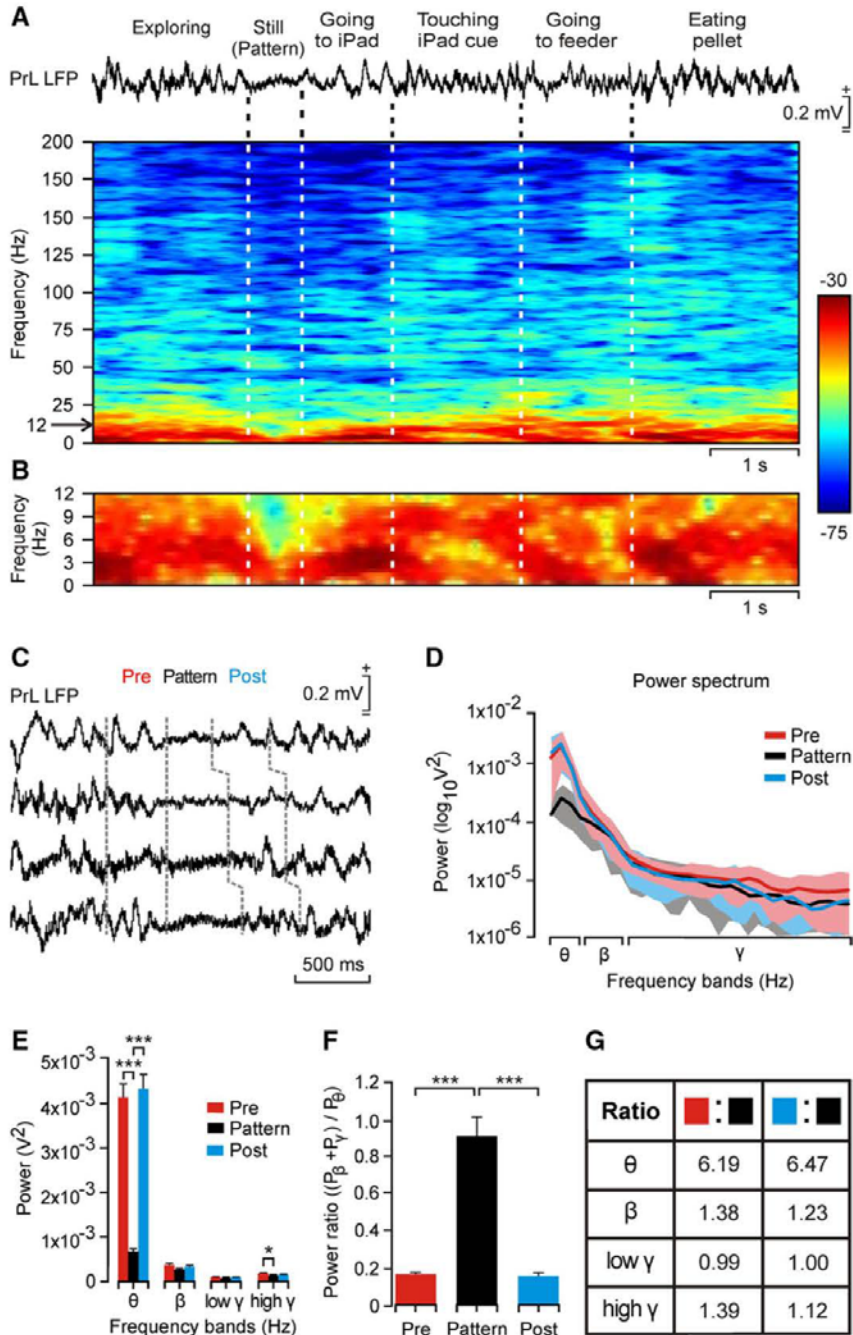 A
Exploring
Still
(Pattern)
Going
to iPad
Touching
iPad cue
Going
to feeder
Eating
pellet
PrL LFP
+
0.2 mV
=
Frequency (Hz)
200
175
150
125
100
75
50
25
12
0
1 s
-30
-75
B
Frequency
(Hz)
12
9
6
3
0
1 s
C
Pre Pattern Post
PrL LFP
+
0.2 mV
=
500 ms
D
Power spectrum
Power (log10V2)
1x10-2
1x10-3
1x10-4
1x10-5
1x10-6
Pre
Pattern
Post
θ β γ
Frequency bands (Hz)
E
Power (V2)
5x10-3
4x10-3
3x10-3
2x10-3
1x10-3
0
***
***
*
Pre
Pattern
Post
θ β low γ high γ
Frequency bands (Hz)
F
Power ratio ((Pβ +Pγ) / Pθ)
1.2
1.0
0.8
0.6
0.4
0.2
0
*** ***
Pre Pattern Post
G
Ratio : :
θ 6.19 6.47
β 1.38 1.23
low γ 0.99 1.00
high γ 1.39 1.12